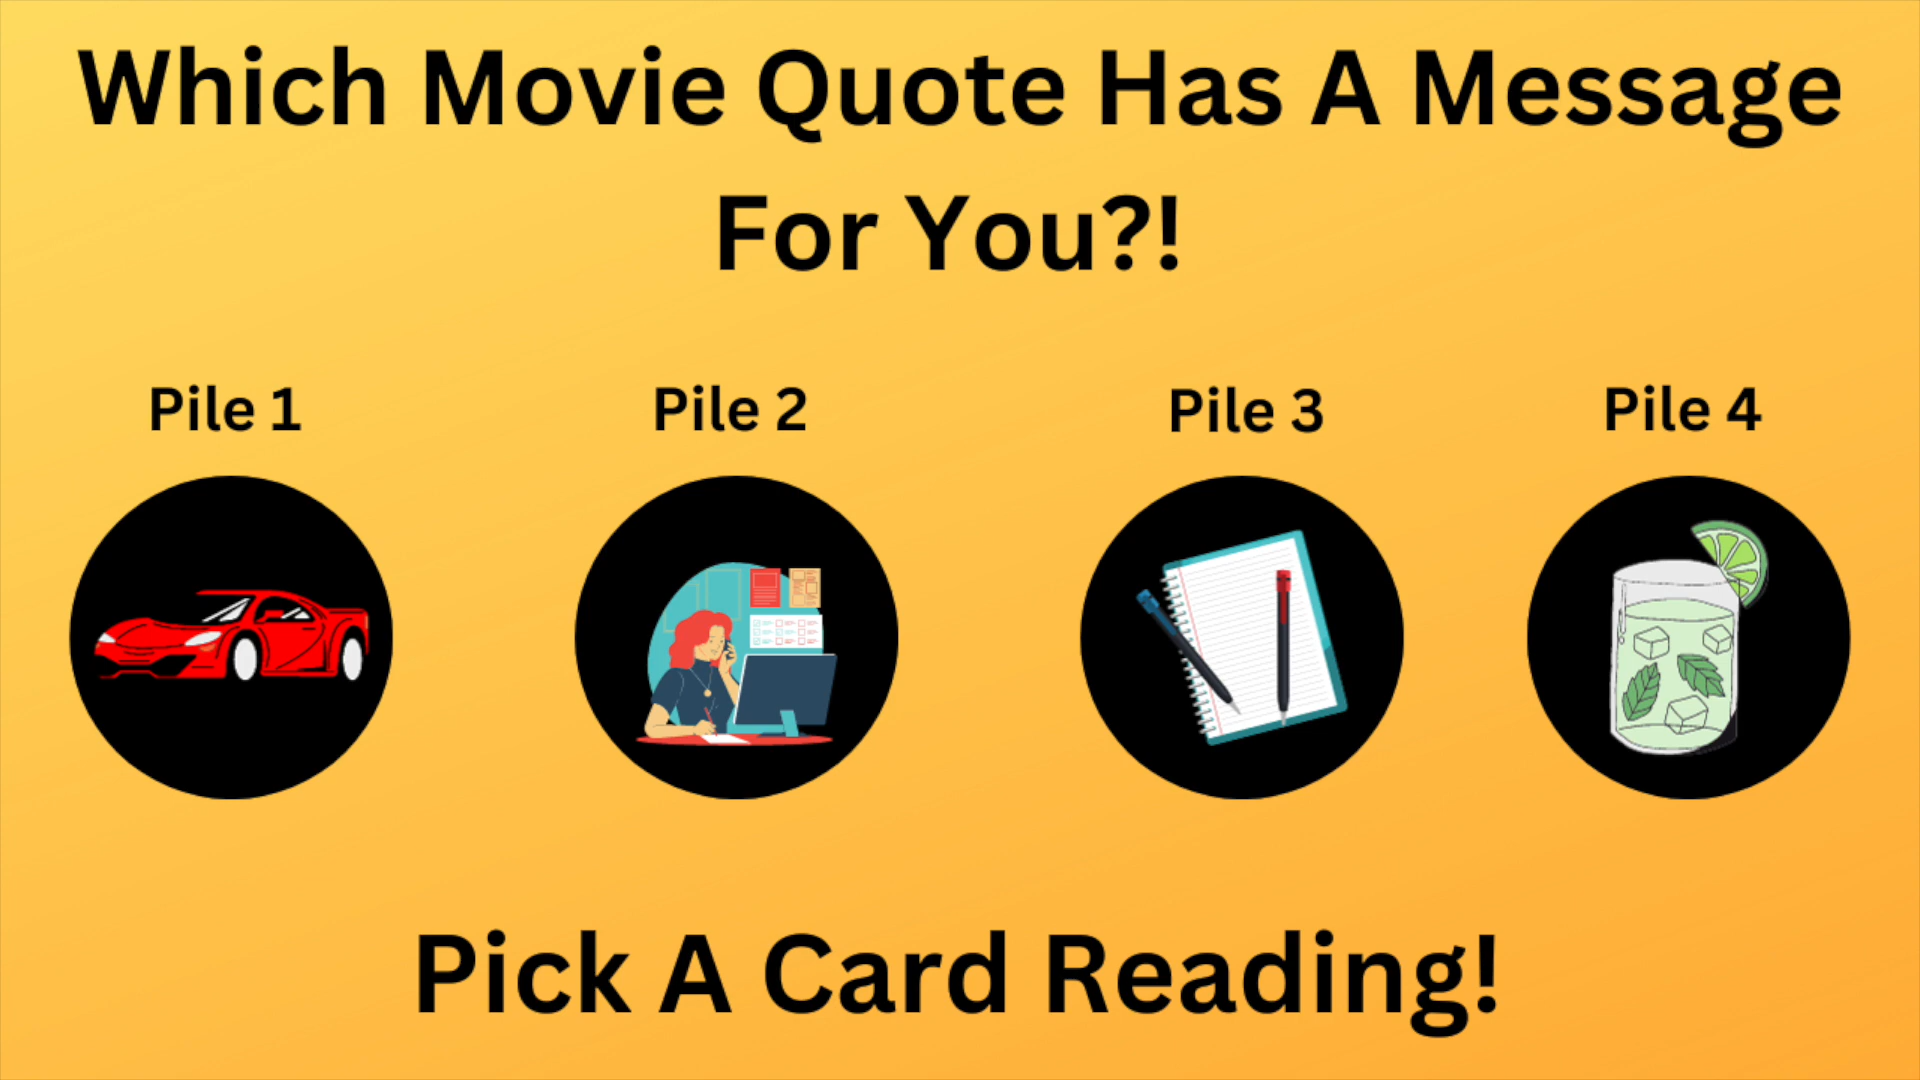 Which Movie Quote Has A Message
For You?!
Pile 1
Pile 2
Pile 3
Pile 4
Pick A Card Reading!